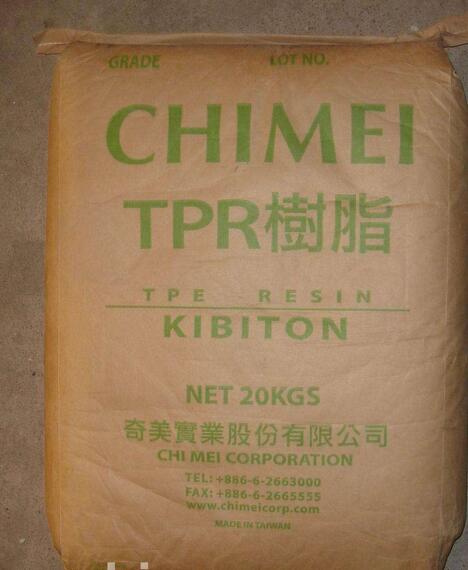 GRADE LOT NO.
CHIMEI
TPR樹脂
TPE RESIN
KIBITON
NET 20KGS
奇美實業股份有限公司
CHI MEI CORPORATION
TEL: +886-6-2663000
FAX: +886-6-2665555
www.chimeicorp.com
MADE IN TAIWAN